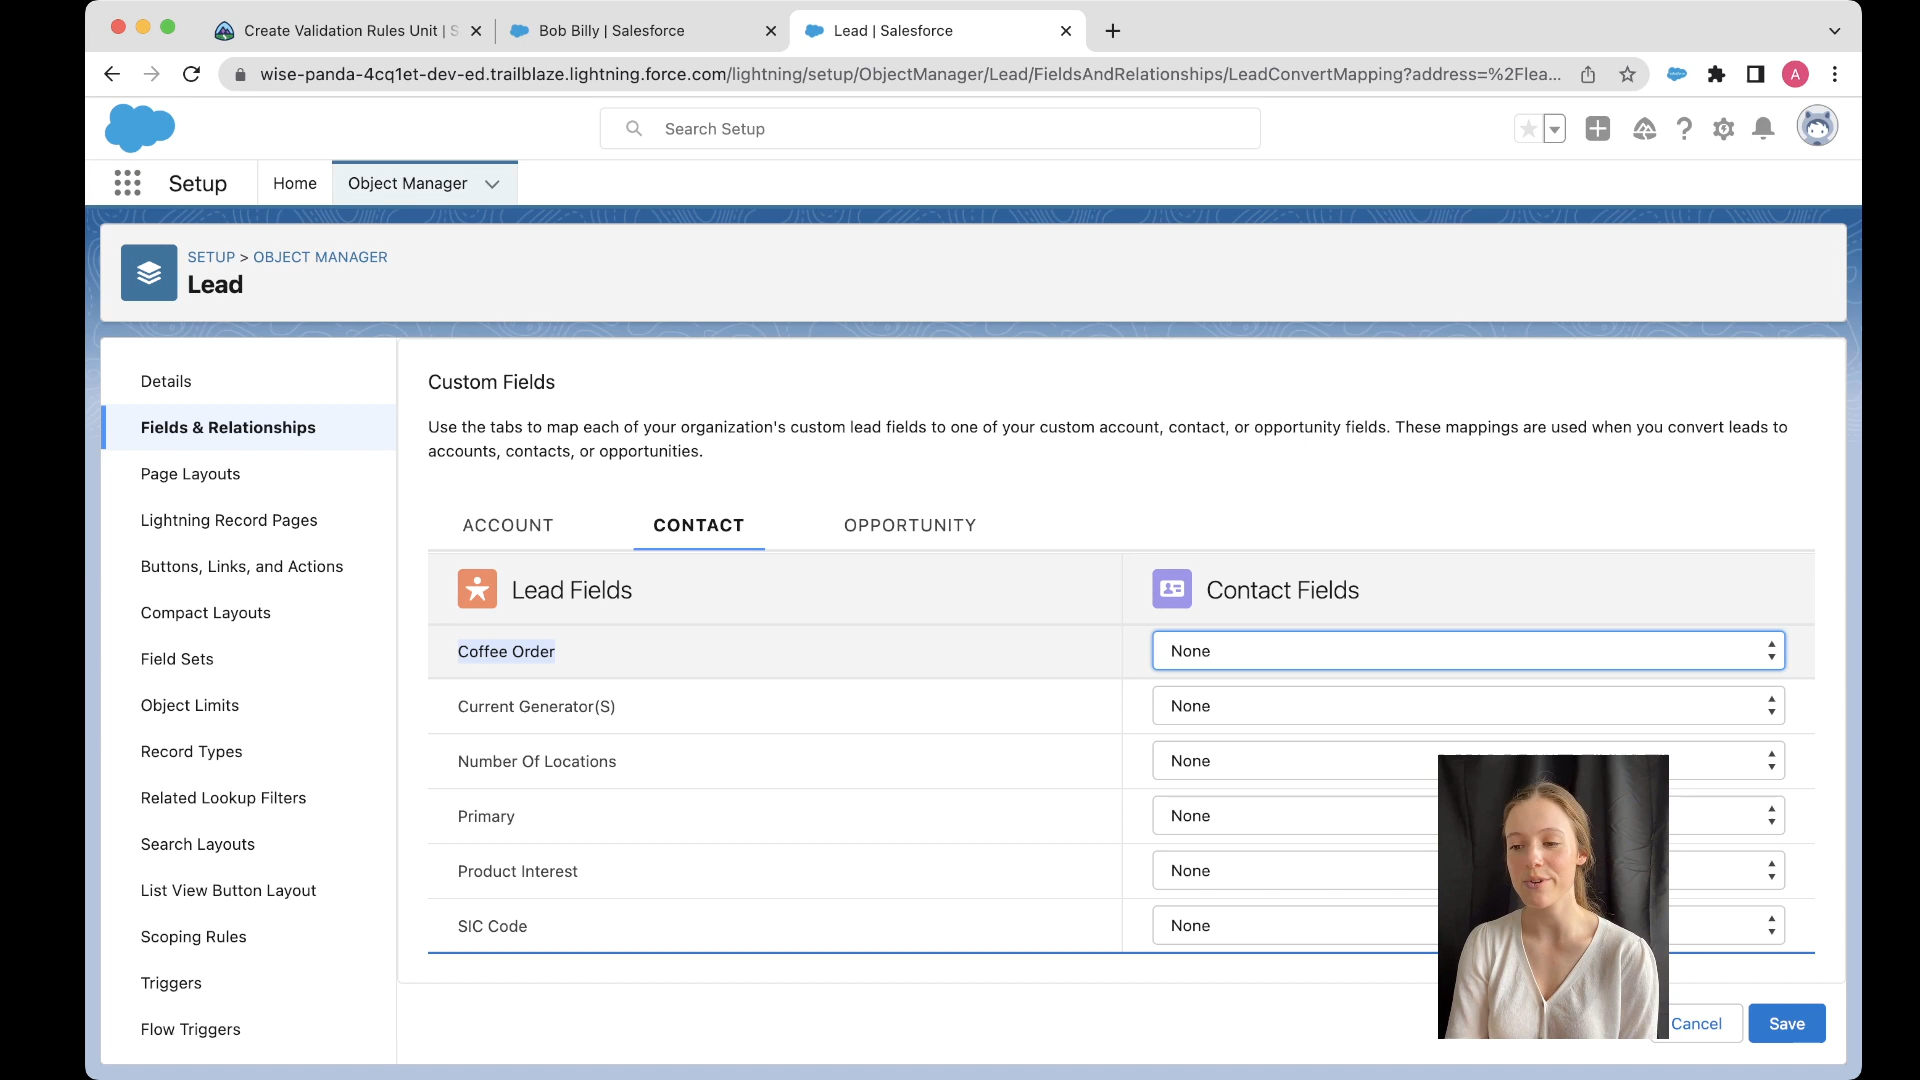 Create Validation Rules Unit | S
Bob Billy | Salesforce
Lead | Salesforce
wise-panda-4cq1et-dev-ed.trailblaze.lightning.force.com/lightning/setup/ObjectManager/Lead/FieldsAndRelationships/LeadConvertMapping?address=%2Flea...
A
Search Setup
Setup
Home
Object Manager
SETUP > OBJECT MANAGER
Lead
Details
Fields & Relationships
Page Layouts
Lightning Record Pages
Buttons, Links, and Actions
Compact Layouts
Field Sets
Object Limits
Record Types
Related Lookup Filters
Search Layouts
List View Button Layout
Scoping Rules
Triggers
Flow Triggers
Custom Fields
Use the tabs to map each of your organization's custom lead fields to one of your custom account, contact, or opportunity fields. These mappings are used when you convert leads to
accounts, contacts, or opportunities.
ACCOUNT
CONTACT
OPPORTUNITY
Lead Fields
Contact Fields
Coffee Order
None
Current Generator(S)
None
Number Of Locations
None
Primary
None
Product Interest
None
SIC Code
None
Cancel
Save